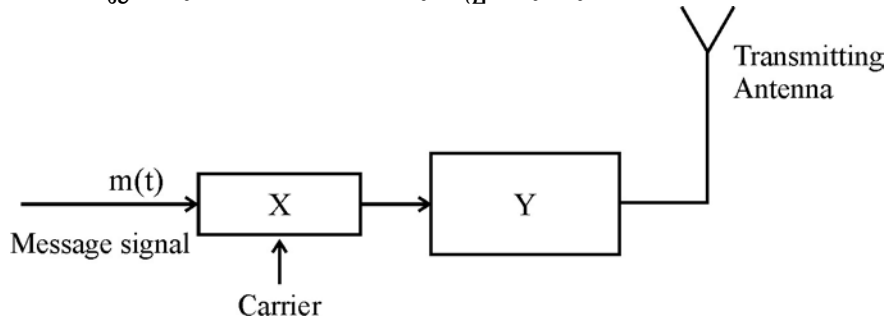 Transmitting
Antenna
m(t)
X
Y
Message signal
Carrier